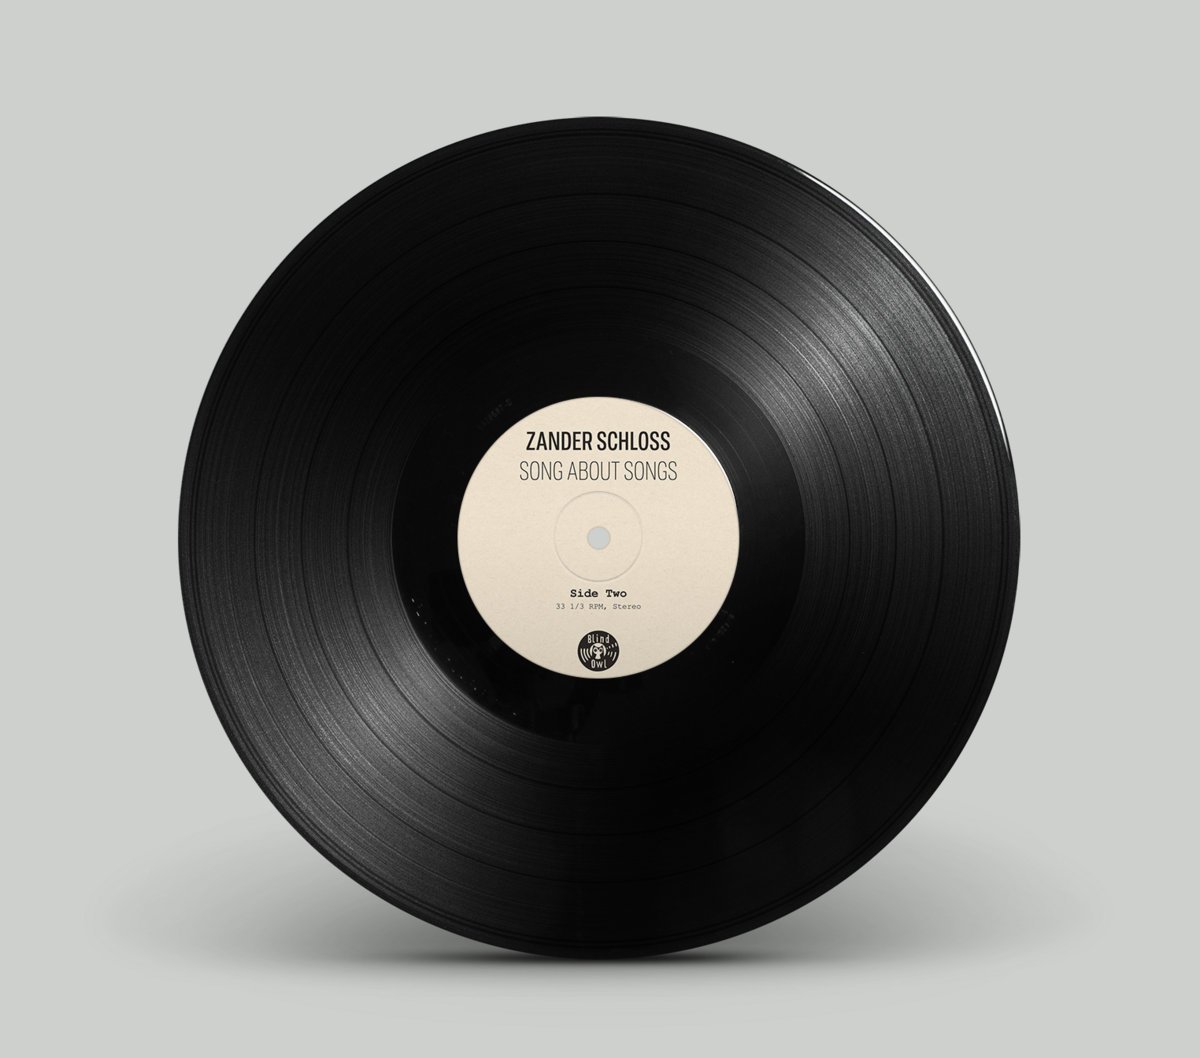 ZANDER SCHLOSS
SONG ABOUT SONGS
Side Two
33 1/3 RPM, Stereo
Blind
Owl